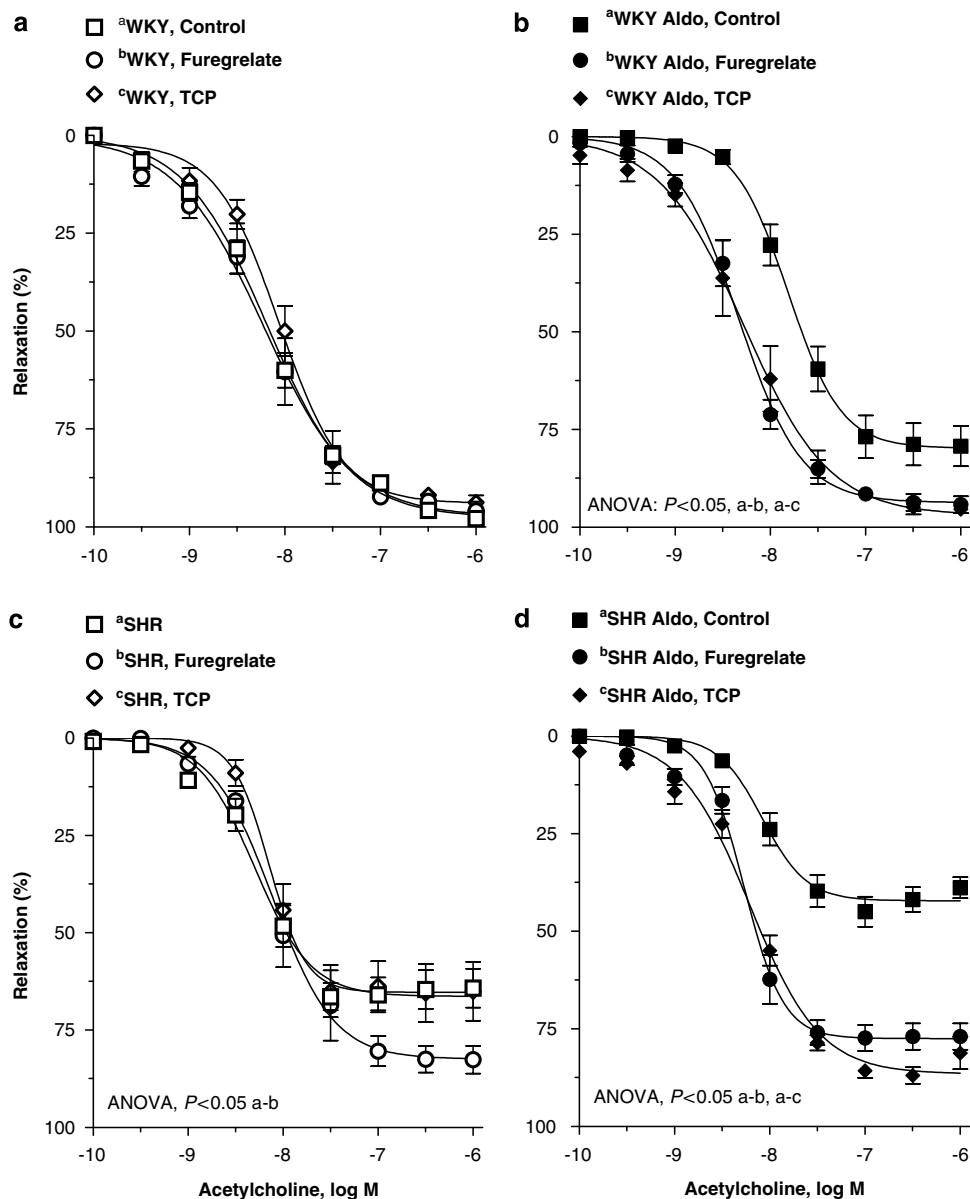 a
aWKY, Control
bWKY, Furegrelate
cWKY, TCP
0
25
50
75
100
Relaxation (%)
-10 -9 -8 -7 -6
b
aWKY Aldo, Control
bWKY Aldo, Furegrelate
cWKY Aldo, TCP
0
25
50
75
100
ANOVA: P<0.05, a-b, a-c
-10 -9 -8 -7 -6
c
aSHR
bSHR, Furegrelate
cSHR, TCP
0
25
50
75
100
Relaxation (%)
ANOVA, P<0.05 a-b
-10 -9 -8 -7 -6
Acetylcholine, log M
d
aSHR Aldo, Control
bSHR Aldo, Furegrelate
cSHR Aldo, TCP
0
25
50
75
100
ANOVA, P<0.05 a-b, a-c
-10 -9 -8 -7 -6
Acetylcholine, log M